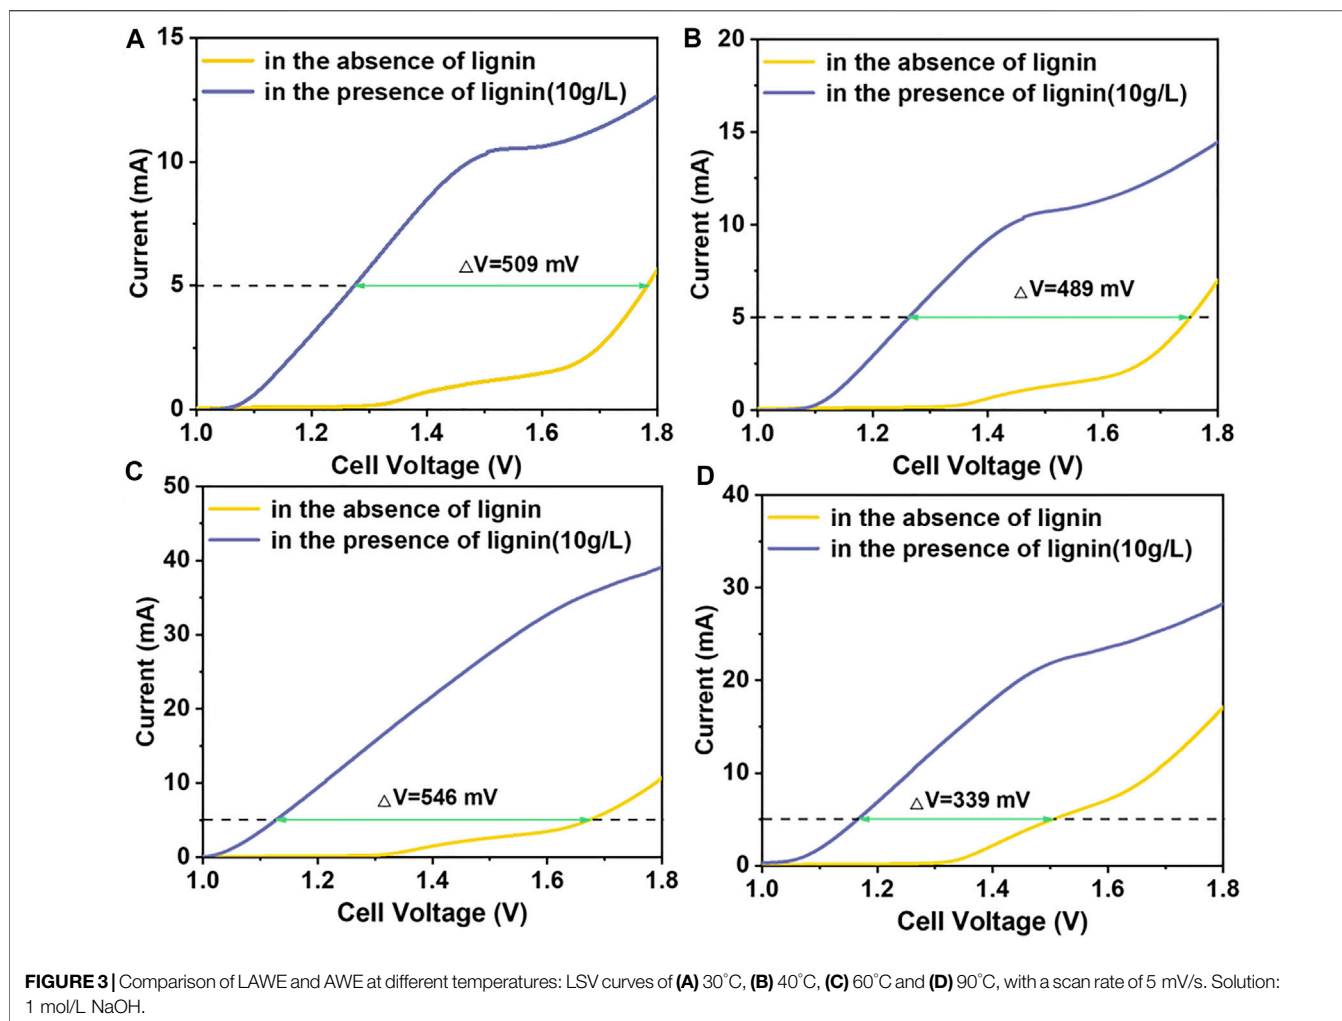 A
15
in the absence of lignin
in the presence of lignin(10g/L)
10
△V=509 mV
5
0
1.0 1.2 1.4 1.6 1.8
Current (mA)
Cell Voltage (V)
B
20
in the absence of lignin
in the presence of lignin(10g/L)
15
10
△V=489 mV
5
0
1.0 1.2 1.4 1.6 1.8
Current (mA)
Cell Voltage (V)
C
50
in the absence of lignin
in the presence of lignin(10g/L)
40
30
20
10
△V=546 mV
0
1.0 1.2 1.4 1.6 1.8
Current (mA)
Cell Voltage (V)
D
40
in the absence of lignin
in the presence of lignin(10g/L)
30
20
10
△V=339 mV
0
1.0 1.2 1.4 1.6 1.8
Current (mA)
Cell Voltage (V)
FIGURE 3 | Comparison of LAWE and AWE at different temperatures: LSV curves of (A) 30°C, (B) 40°C, (C) 60°C and (D) 90°C, with a scan rate of 5 mV/s. Solution:
1 mol/L NaOH.